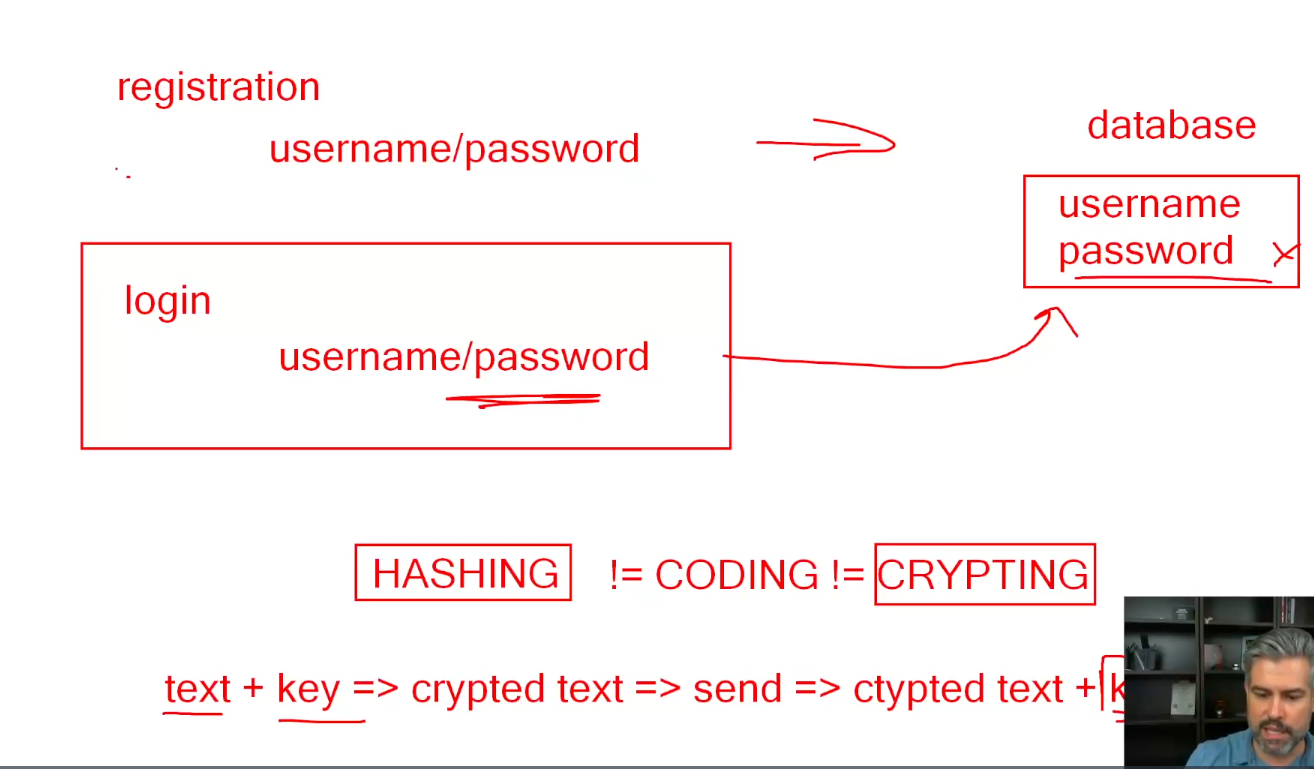 registration
username/password
database
username
password
login
username/password
HASHING != CODING != CRYPTING
text + key => crypted text => send => ctypted text +